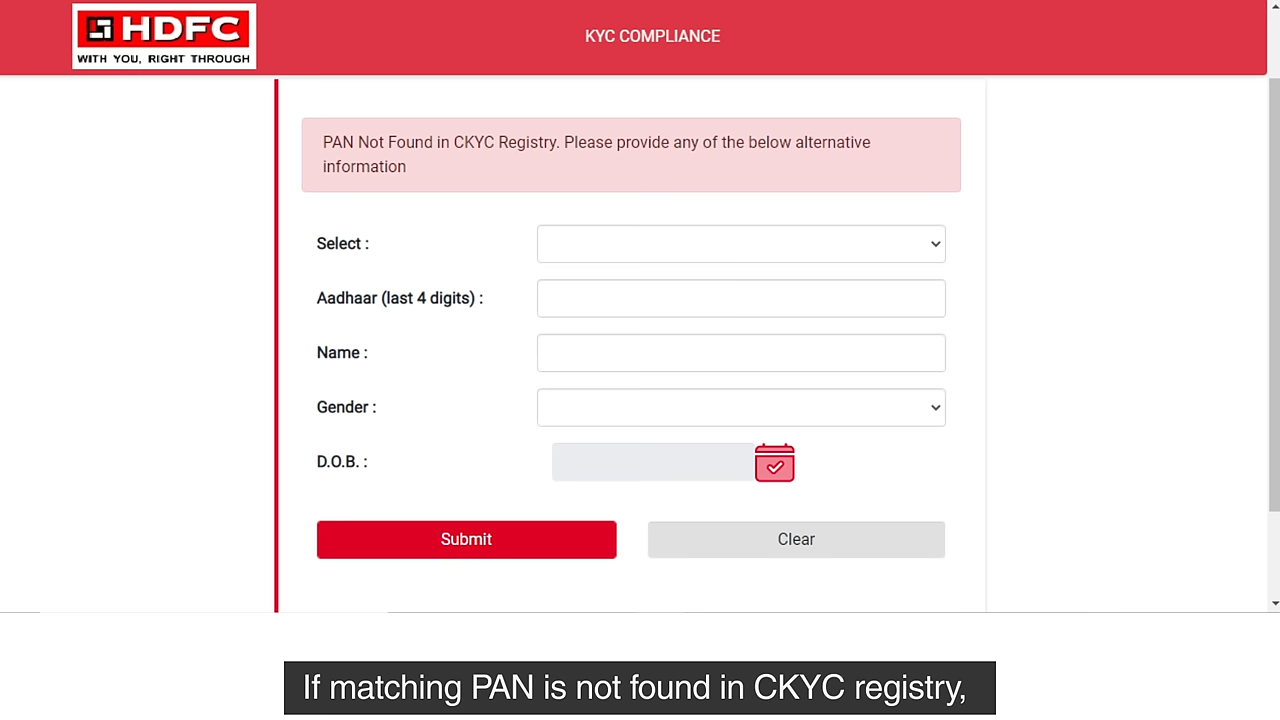 HDFC
WITH YOU, RIGHT THROUGH
KYC COMPLIANCE
PAN Not Found in CKYC Registry. Please provide any of the below alternative
information
Select :
Aadhaar (last 4 digits) :
Name :
Gender :
D.O.B. :
Submit
Clear
If matching PAN is not found in CKYC registry,